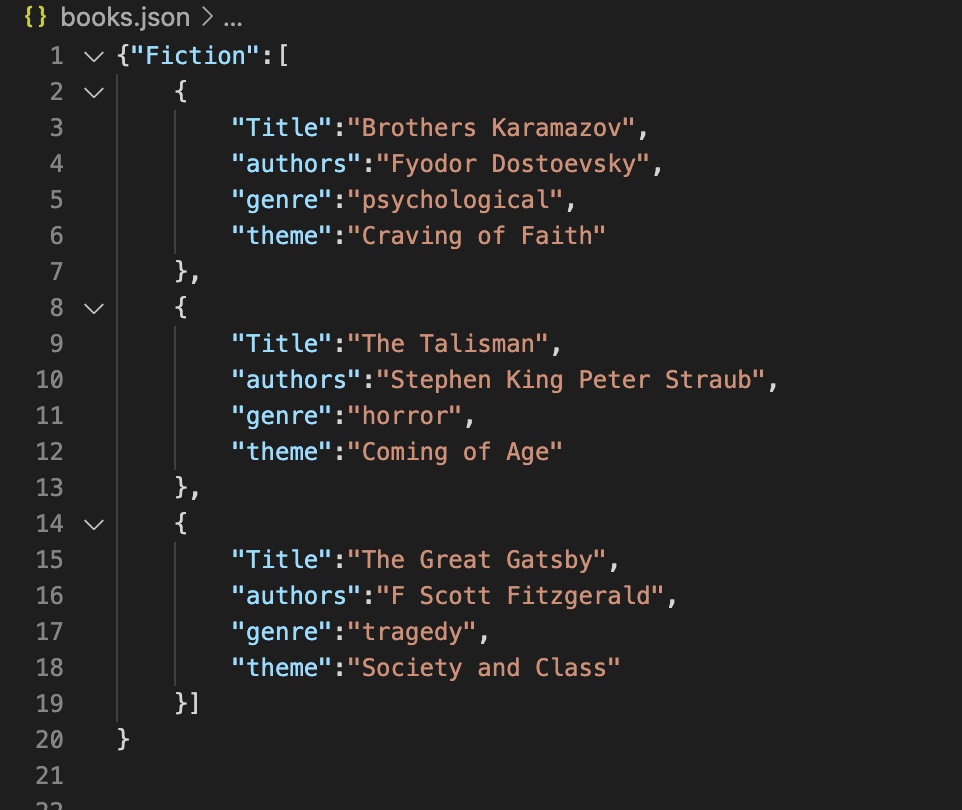 {} books.json > ...
1 {"Fiction":[
2 {
3 "Title":"Brothers Karamazov",
4 "authors":"Fyodor Dostoevsky",
5 "genre":"psychological",
6 "theme":"Craving of Faith"
7 },
8 {
9 "Title":"The Talisman",
10 "authors":"Stephen King Peter Straub",
11 "genre":"horror",
12 "theme":"Coming of Age"
13 },
14 {
15 "Title":"The Great Gatsby",
16 "authors":"F Scott Fitzgerald",
17 "genre":"tragedy",
18 "theme":"Society and Class"
19 }]
20 }
21